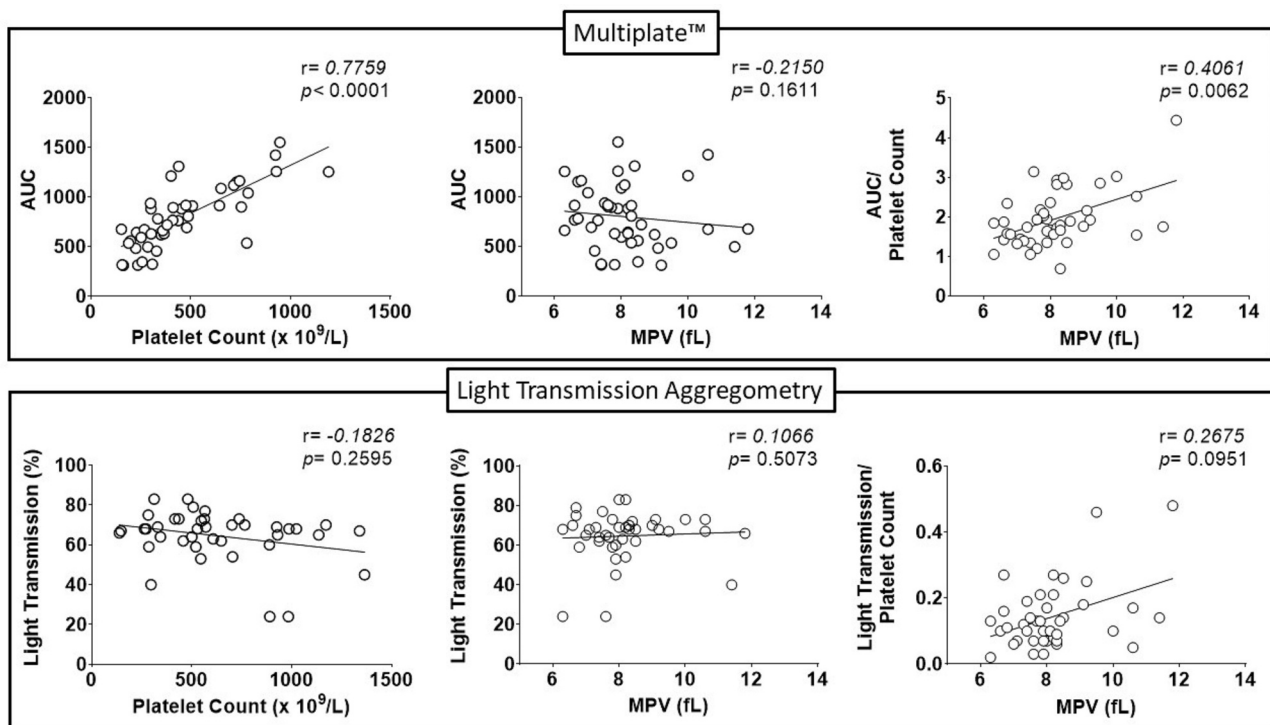 Multiplate™
r= 0.7759
p< 0.0001
AUC
2000
1500
1000
500
0
0 500 1000 1500
Platelet Count (x 10⁹/L)
r= -0.2150
p= 0.1611
AUC
2000
1500
1000
500
0
6 8 10 12 14
MPV (fL)
r= 0.4061
p= 0.0062
AUC/
Platelet Count
5
4
3
2
1
0
6 8 10 12 14
MPV (fL)
Light Transmission Aggregometry
r= -0.1826
p= 0.2595
Light Transmission (%)
100
80
60
40
20
0
0 500 1000 1500
Platelet Count (x 10⁹/L)
r= 0.1066
p= 0.5073
Light Transmission (%)
100
80
60
40
20
0
6 8 10 12 14
MPV (fL)
r= 0.2675
p= 0.0951
Light Transmission/
Platelet Count
0.6
0.4
0.2
0.0
6 8 10 12 14
MPV (fL)